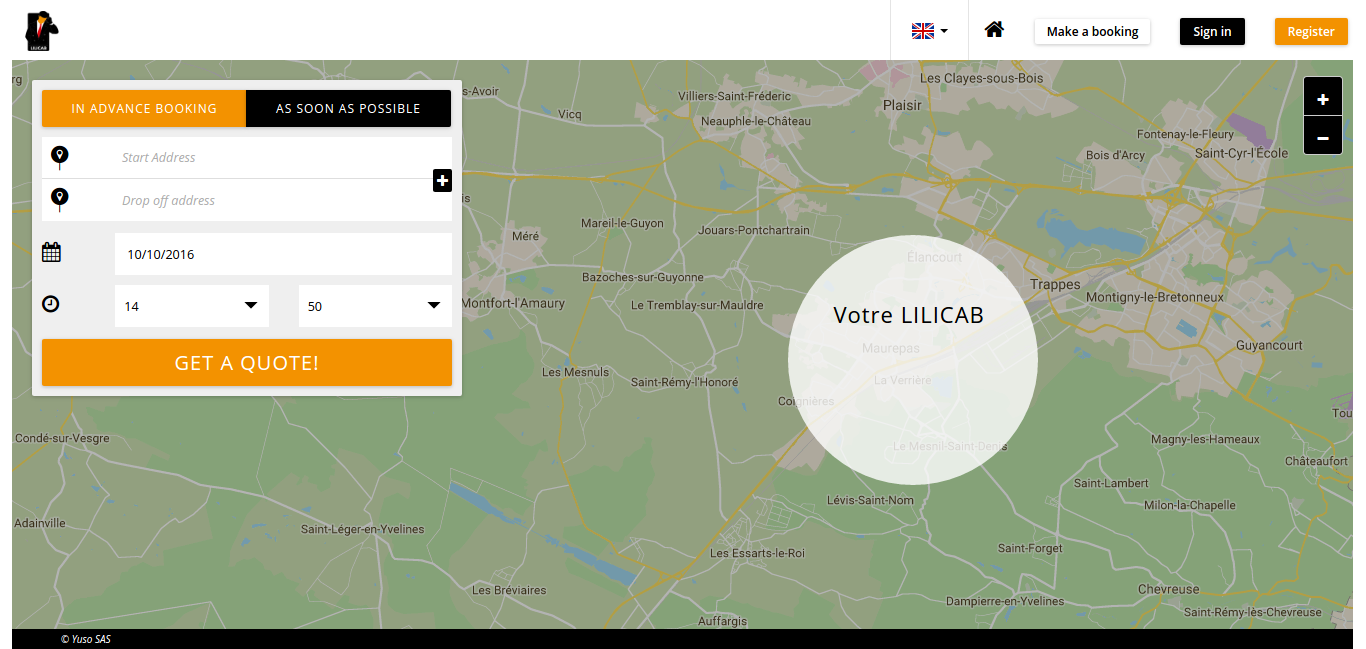 LILICAB
Make a booking
Sign in
Register
IN ADVANCE BOOKING
AS SOON AS POSSIBLE
Start Address
Drop off address
10/10/2016
14
50
GET A QUOTE!
+
−
Votre LILICAB
rg
s-Avoir
Vicq
Villiers-Saint-Fréderic
Neauphle-le-Château
Les Clayes-sous-Bois
Plaisir
Fontenay-le-Fleury
Bois d'Arcy
Saint-Cyr-l'École
is
Méré
Mareil-le-Guyon
Jouars-Pontchartrain
Élancourt
Bazoches-sur-Guyonne
Trappes
Montfort-l'Amaury
Le Tremblay-sur-Mauldre
Montigny-le-Bretonneux
Maurepas
Guyancourt
Les Mesnuls
Saint-Rémy-l'Honoré
La Verrière
Coignières
Tou
Condé-sur-Vesgre
Le Mesnil-Saint-Denis
Magny-les-Hameaux
Châteaufort
Saint-Lambert
Lévis-Saint-Nom
Milon-la-Chapelle
Adainville
Saint-Léger-en-Yvelines
Les Essarts-le-Roi
Saint-Forget
Les Bréviaires
Chevreuse
Dampierre-en-Yvelines
Saint-Rémy-lès-Chevreuse
Auffargis
© Yuso SAS